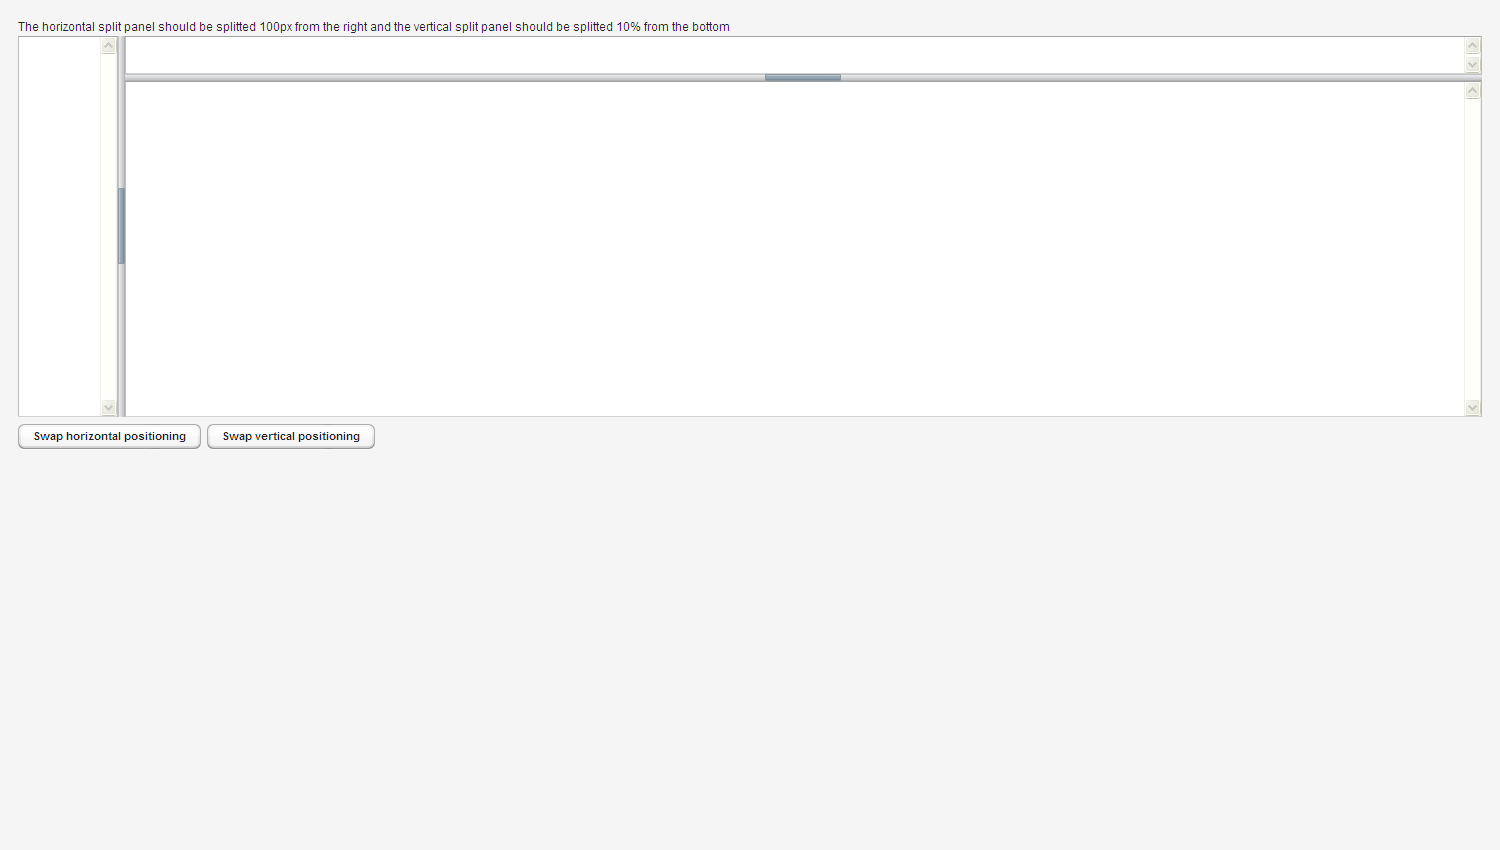 The horizontal split panel should be splitted 100px from the right and the vertical split panel should be splitted 10% from the bottom
Swap horizontal positioning
Swap vertical positioning